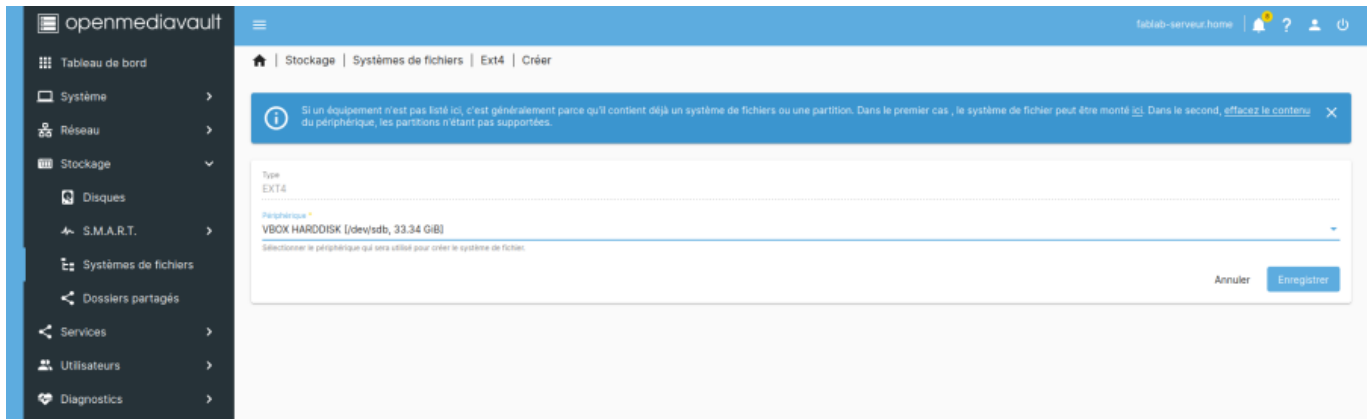 openmediavault
fablab-serveur.home
Tableau de bord
Stockage | Systèmes de fichiers | Ext4 | Créer
Système
Si un équipement n'est pas listé ici, c'est généralement parce qu'il contient déjà un système de fichiers ou une partition. Dans le premier cas , le système de fichier peut être monté ici. Dans le second, effacez le contenu
du périphérique, les partitions n'étant pas supportées.
Réseau
Stockage
Type
EXT4
Disques
Périphérique *
VBOX HARDDISK [/dev/sdb, 33.34 GiB]
S.M.A.R.T.
Sélectionner le périphérique qui sera utilisé pour créer le système de fichier.
Systèmes de fichiers
Annuler
Enregistrer
Dossiers partagés
Services
Utilisateurs
Diagnostics